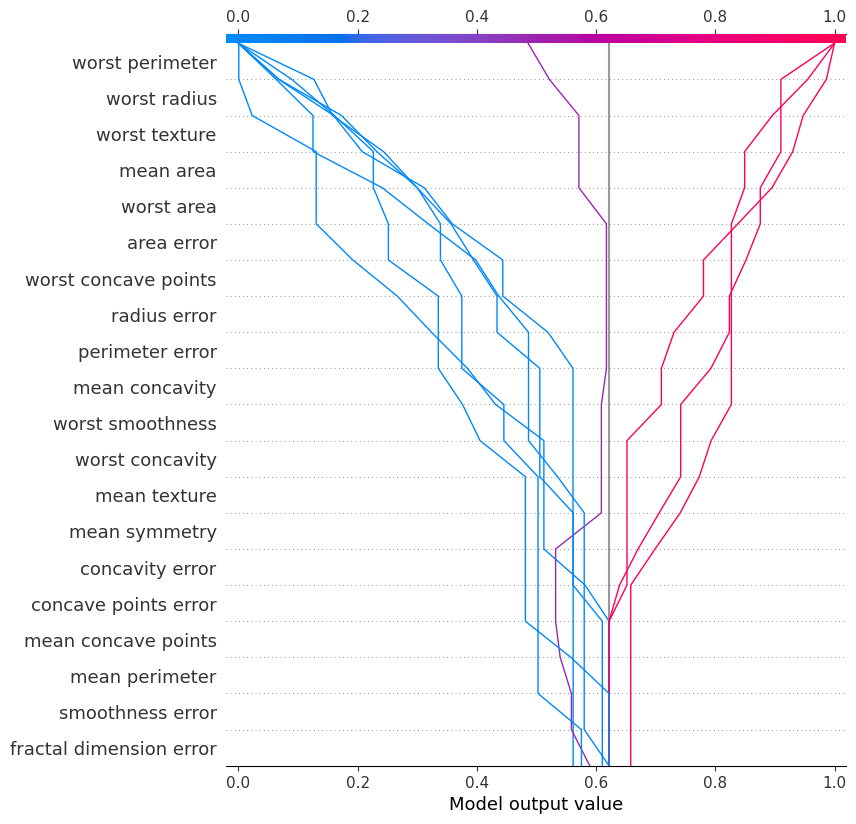 0.0 0.2 0.4 0.6 0.8 1.0
worst perimeter
worst radius
worst texture
mean area
worst area
area error
worst concave points
radius error
perimeter error
mean concavity
worst smoothness
worst concavity
mean texture
mean symmetry
concavity error
concave points error
mean concave points
mean perimeter
smoothness error
fractal dimension error
0.0 0.2 0.4 0.6 0.8 1.0
Model output value